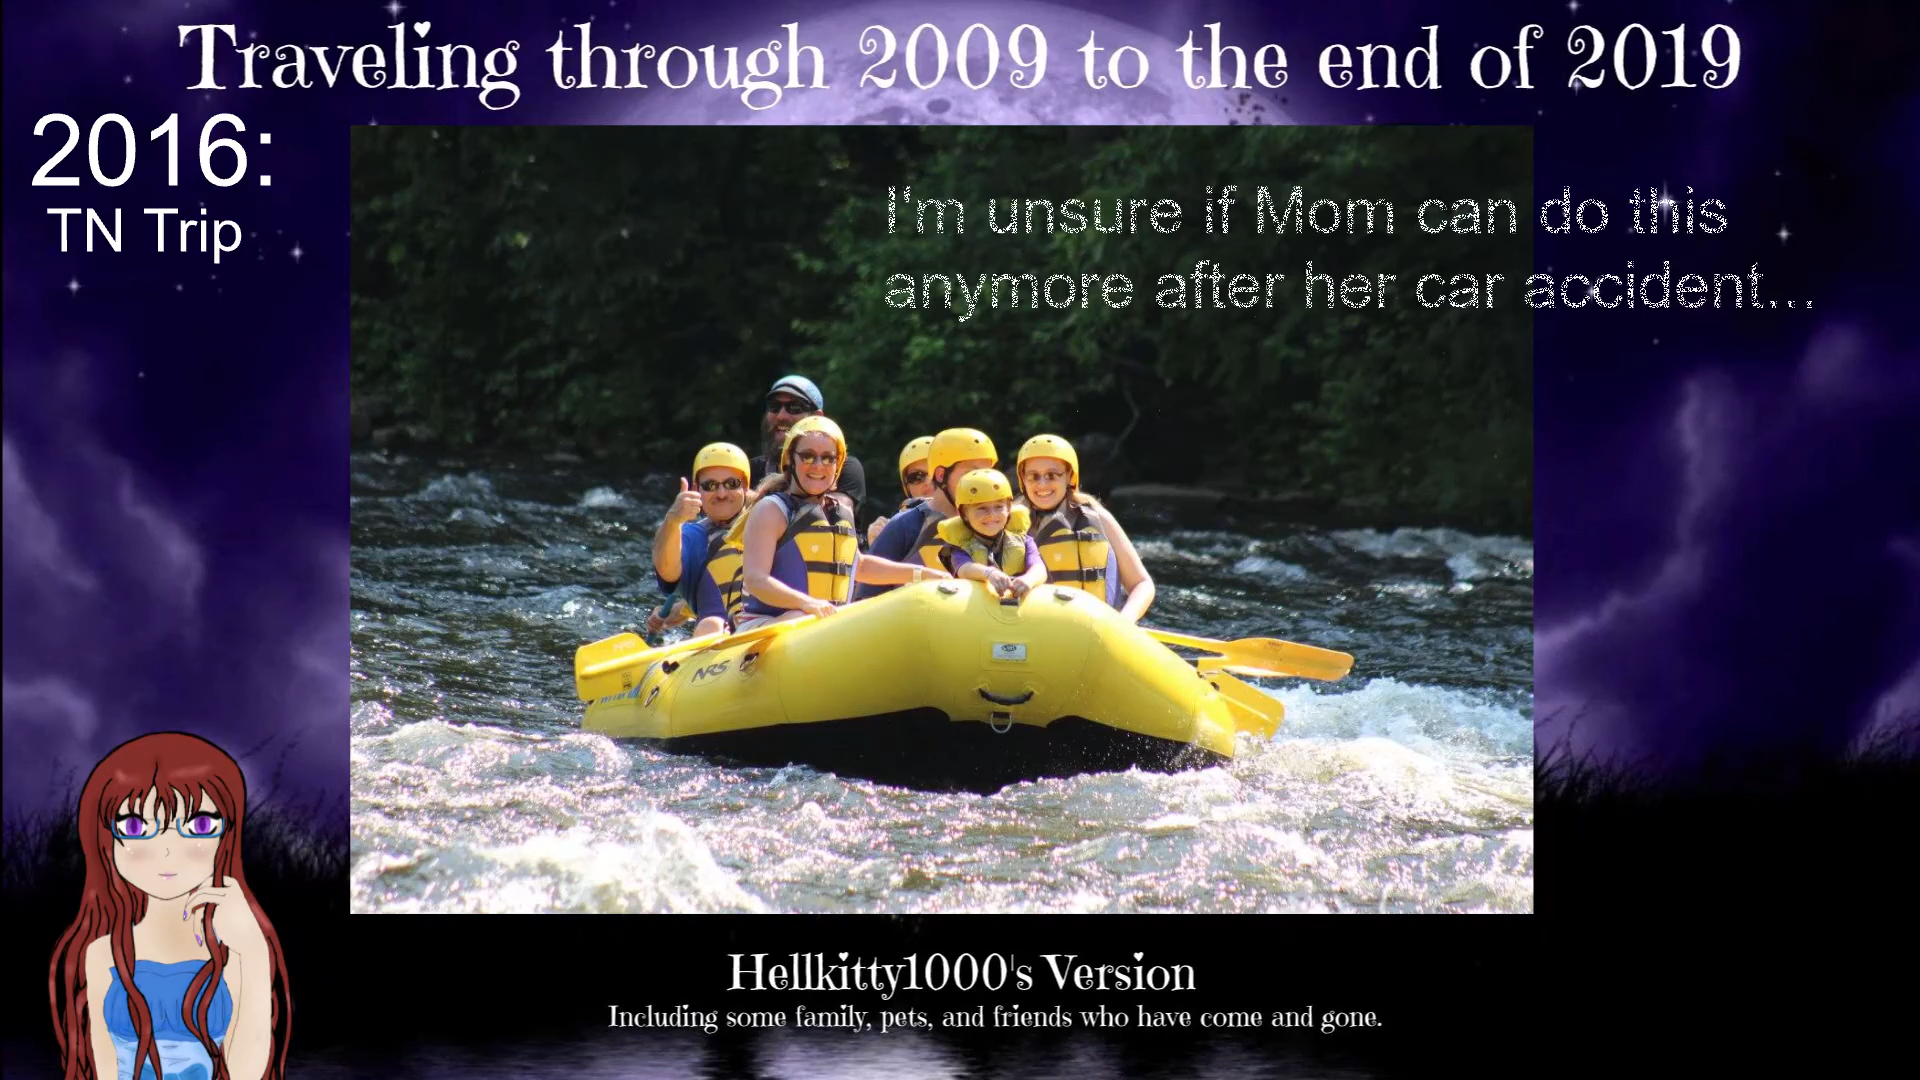 Traveling through 2009 to the end of 2019
2016:
TN Trip
I'm unsure if Mom can do this
anymore after her car accident...
NRS
Hellkitty1000's Version
Including some family, pets, and friends who have come and gone.